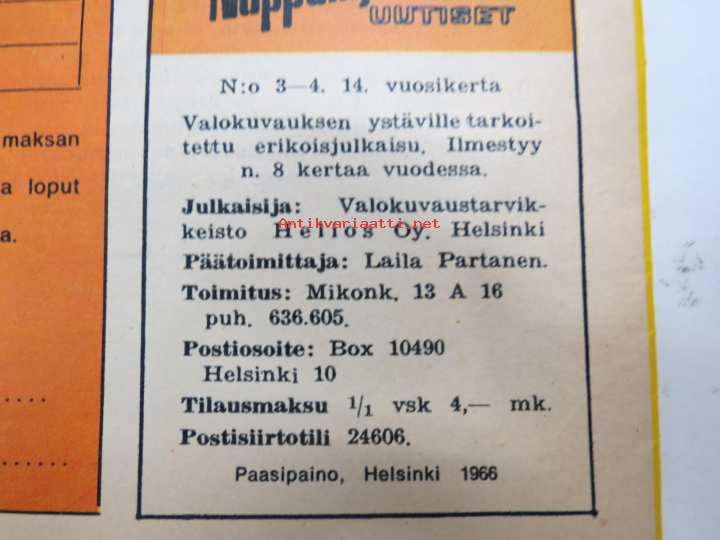 UUTISET
N:o 3—4. 14. vuosikerta
Valokuvauksen ystäville tarkoi-
tettu erikoisjulkaisu. Ilmestyy
n. 8 kertaa vuodessa.
Julkaisija: Valokuvaustarvik-
Antikvariaatti.net
keisto Helios Oy. Helsinki
Päätoimittaja: Laila Partanen.
Toimitus: Mikonk. 13 A 16
puh. 636.605.
Postiosoite: Box 10490
Helsinki 10
Tilausmaksu 1/1 vsk 4,— mk.
Postisiirtotili 24606.
Paasipaino, Helsinki 1966
maksan
a loput
a.